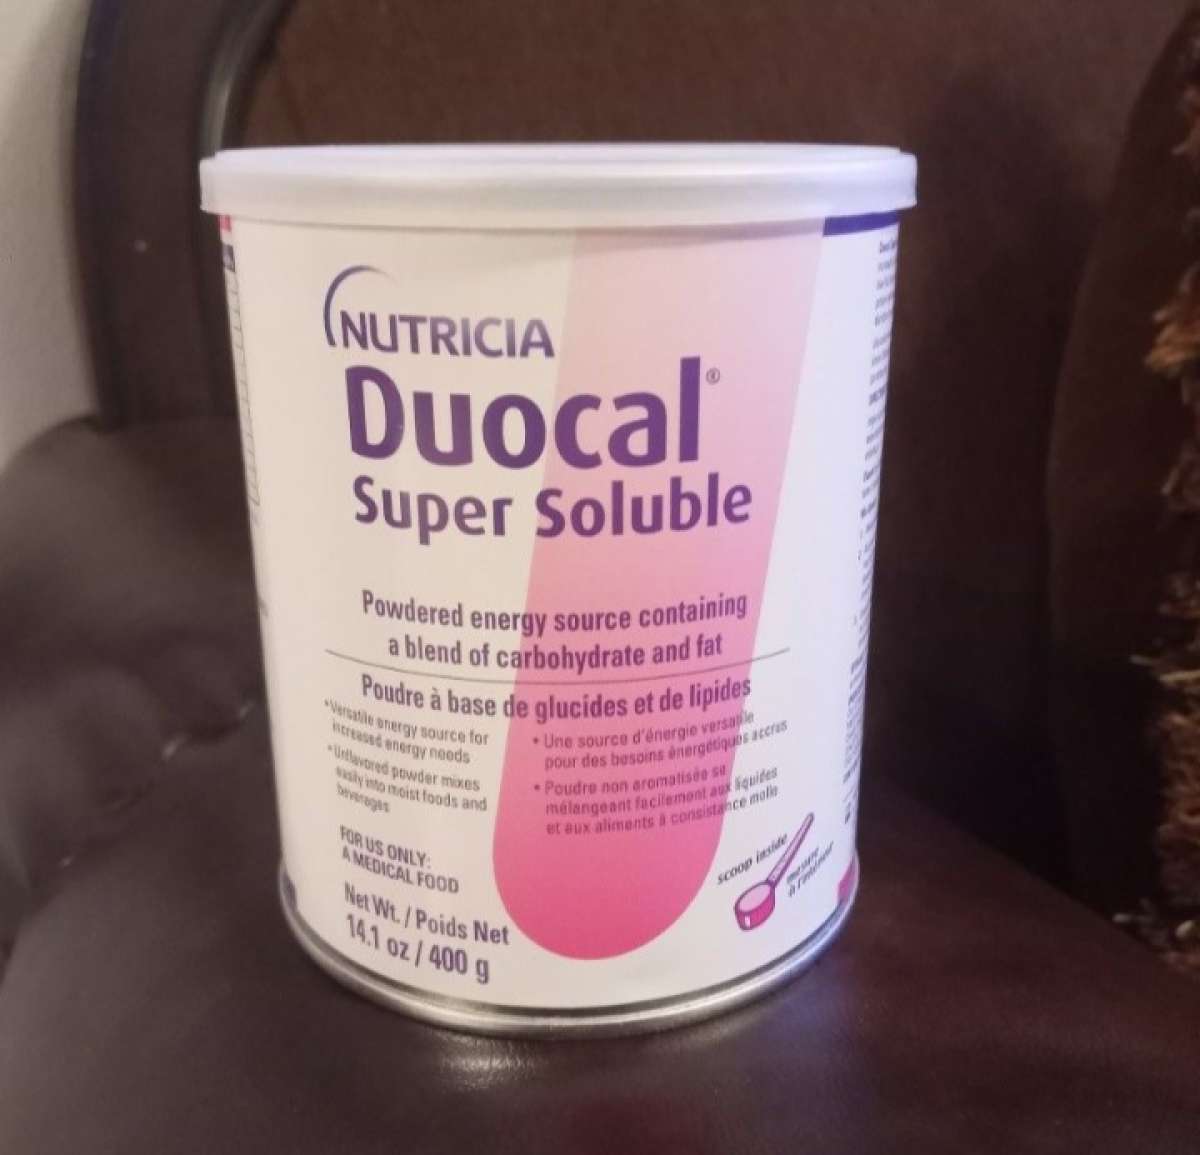 NUTRICIA
Duocal®
Super Soluble
Powdered energy source containing
a blend of carbohydrate and fat
Poudre à base de glucides et de lipides
•Versatile energy source for
increased energy needs
•Unflavored powder mixes
easily into moist foods and
beverages
• Une source d'énergie versatile
pour des besoins énergétiques accrus
• Poudre non aromatisée se
mélangeant facilement aux liquides
et aux aliments à consistance molle
FOR US ONLY:
A MEDICAL FOOD
Net Wt. / Poids Net
14.1 oz / 400 g
scoop inside
mesure
à l'intérieur